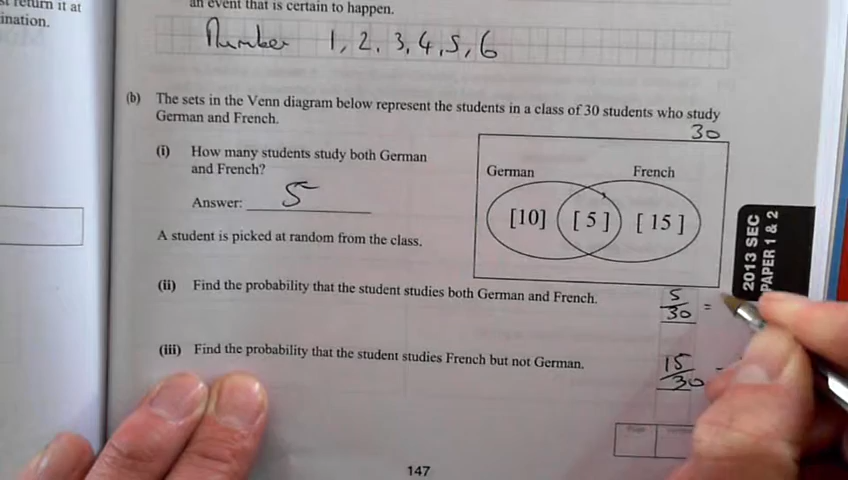 st return it at
ination.
an event that is certain to happen.
Number 1, 2, 3, 4, 5, 6
(b) The sets in the Venn diagram below represent the students in a class of 30 students who study
German and French.
30
(i) How many students study both German
and French?
German French
Answer: 5
[10] [ 5 ] [ 15 ]
A student is picked at random from the class.
2013 SEC
PAPER 1 & 2
(ii) Find the probability that the student studies both German and French.
5/30 =
(iii) Find the probability that the student studies French but not German.
15/30
147